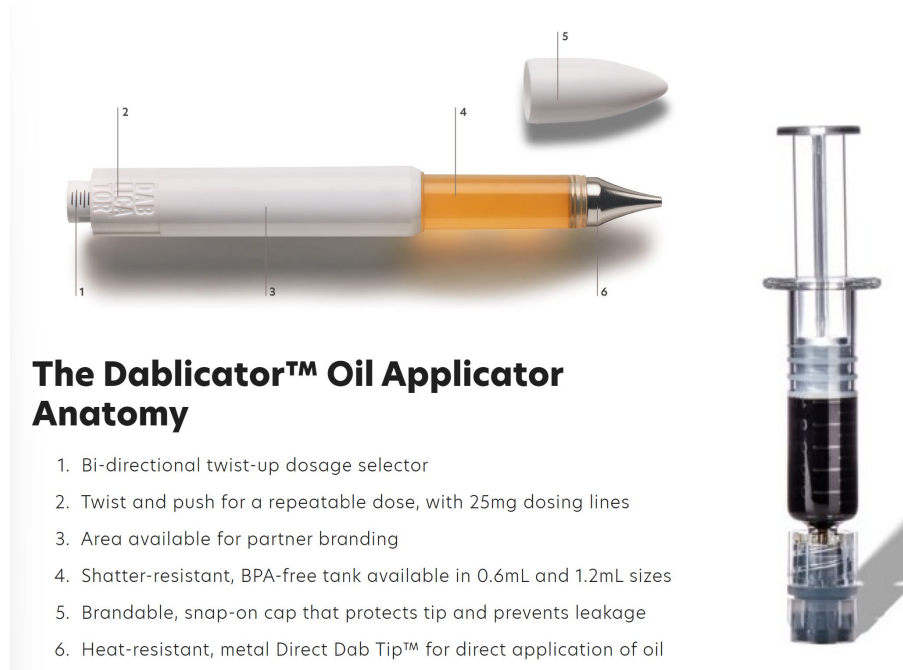 5
2
4
DAB
LICA
TOR
1
3
6
The Dablicator™ Oil Applicator
Anatomy
1. Bi-directional twist-up dosage selector
2. Twist and push for a repeatable dose, with 25mg dosing lines
3. Area available for partner branding
4. Shatter-resistant, BPA-free tank available in 0.6mL and 1.2mL sizes
5. Brandable, snap-on cap that protects tip and prevents leakage
6. Heat-resistant, metal Direct Dab Tip™ for direct application of oil